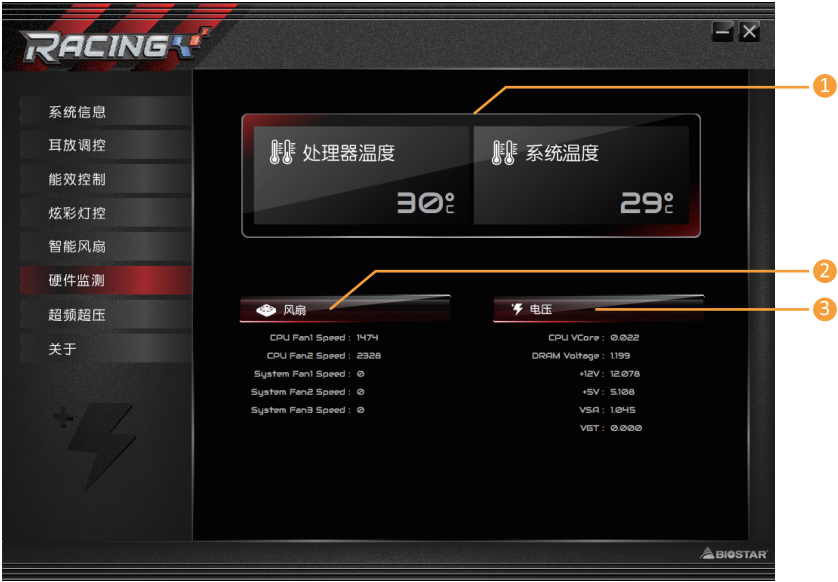 RACING
1
系统信息
耳放调控
能效控制
炫彩灯控
智能风扇
硬件监测
超频超压
关于
处理器温度
30°C
系统温度
29°C
2
3
风扇
CPU Fan1 Speed : 1474
CPU Fan2 Speed : 2328
System Fan1 Speed : 0
System Fan2 Speed : 0
System Fan3 Speed : 0
电压
CPU VCore : 0.022
DRAM Voltage : 1.199
+12V : 12.078
+5V : 5.108
VSA : 1.045
VGT : 0.000
BIOSTAR